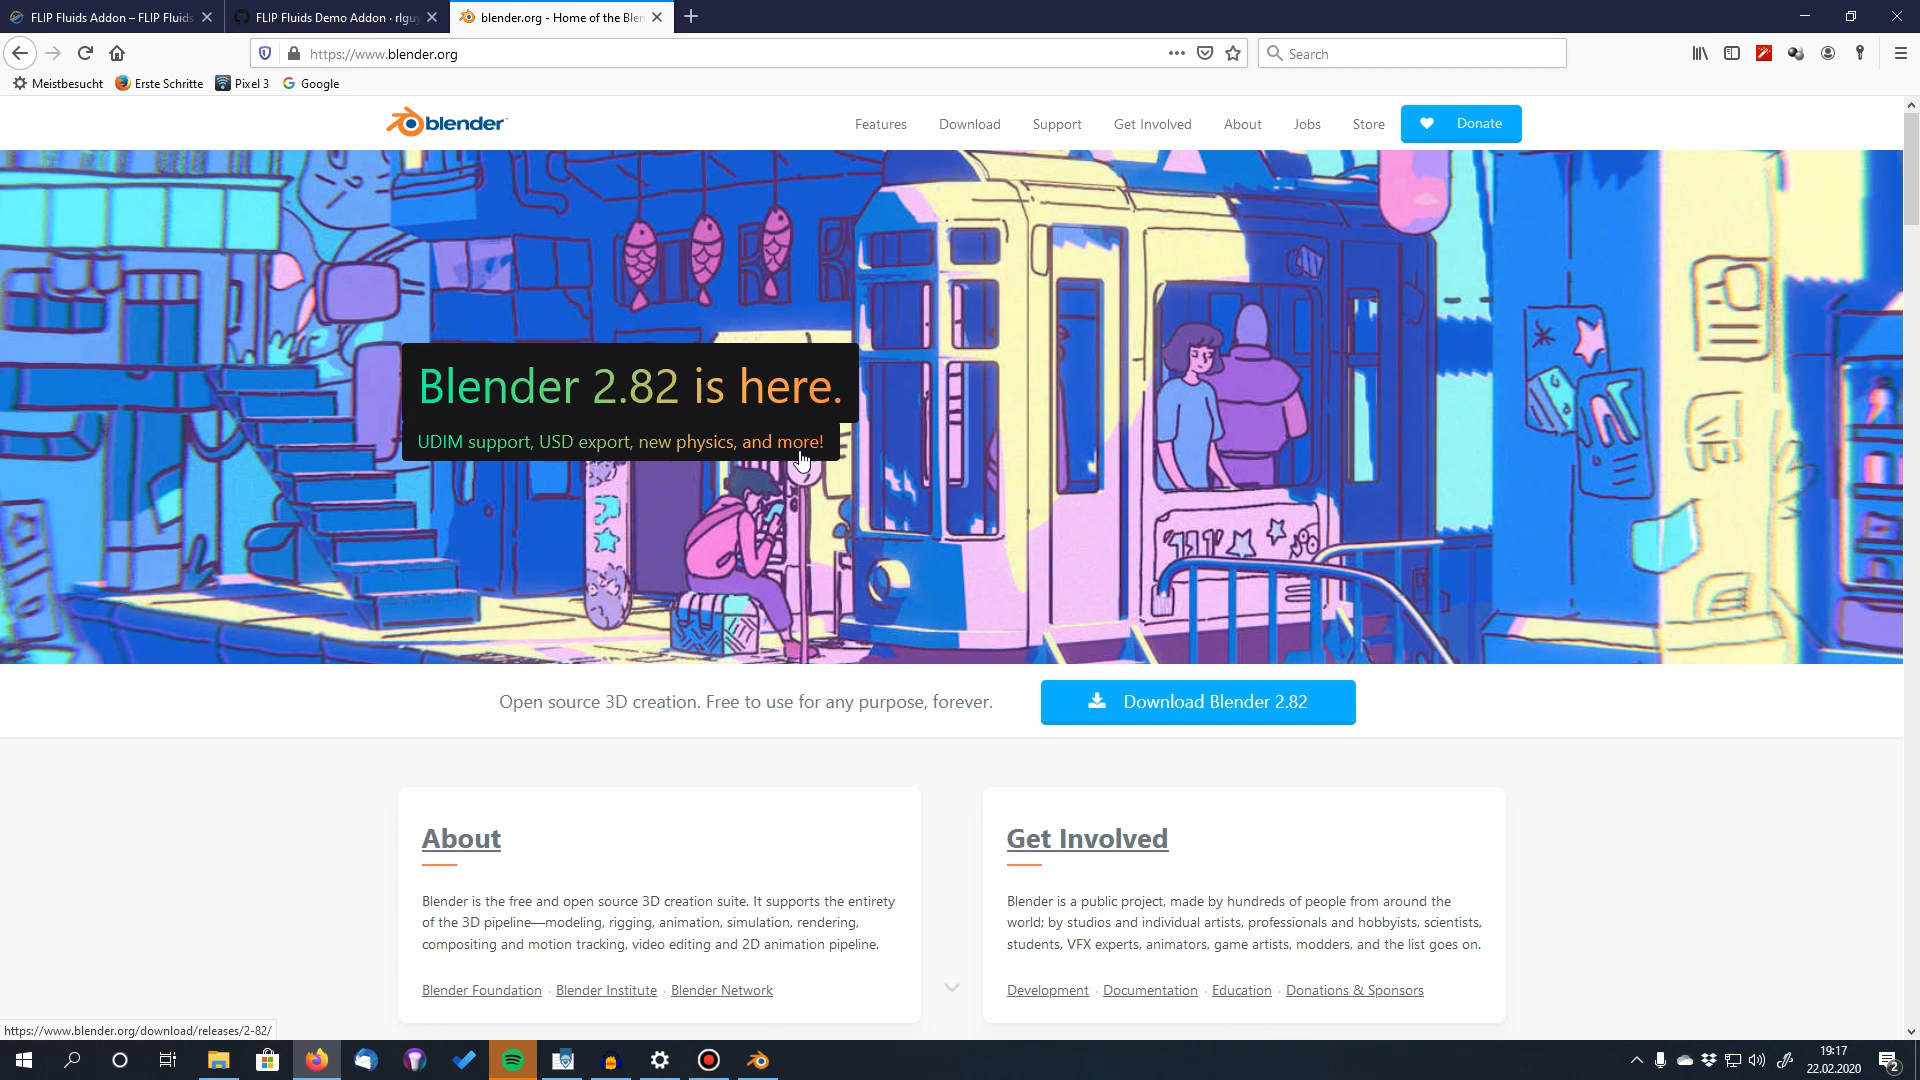 FLIP Fluids Addon – FLIP Fluids
FLIP Fluids Demo Addon · rlguy
blender.org - Home of the Blen
https://www.blender.org
Search
Meistbesucht
Erste Schritte
Pixel 3
Google
blender
Features
Download
Support
Get Involved
About
Jobs
Store
Donate
Blender 2.82 is here.
UDIM support, USD export, new physics, and more!
Open source 3D creation. Free to use for any purpose, forever.
Download Blender 2.82
About
Blender is the free and open source 3D creation suite. It supports the entirety
of the 3D pipeline—modeling, rigging, animation, simulation, rendering,
compositing and motion tracking, video editing and 2D animation pipeline.
Blender Foundation · Blender Institute · Blender Network
Get Involved
Blender is a public project, made by hundreds of people from around the
world; by studios and individual artists, professionals and hobbyists, scientists,
students, VFX experts, animators, game artists, modders, and the list goes on.
Development · Documentation · Education · Donations & Sponsors
https://www.blender.org/download/releases/2-82/
19:17
22.02.2020
2